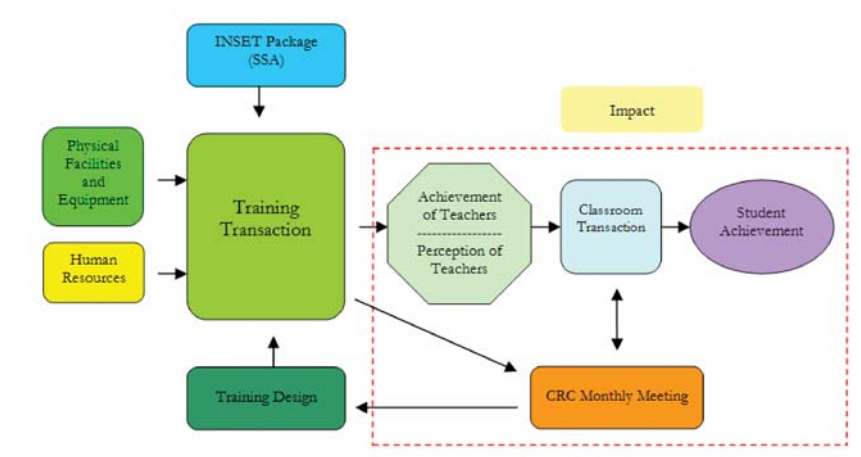 INSET Package
(SSA)
Impact
Physical
Facilities
and
Equipment
Training
Transaction
Achievement
of Teachers
-----------------
Perception of
Teachers
Classroom
Transaction
Student
Achievement
Human
Resources
Training Design
CRC Monthly Meeting